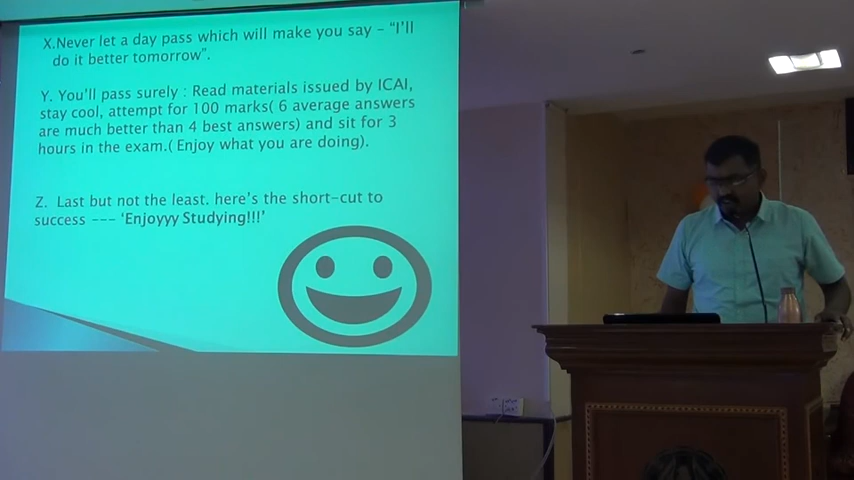 X.Never let a day pass which will make you say – "I'll
do it better tomorrow".
Y. You'll pass surely : Read materials issued by ICAI,
stay cool, attempt for 100 marks( 6 average answers
are much better than 4 best answers) and sit for 3
hours in the exam.( Enjoy what you are doing).
Z. Last but not the least. here's the short-cut to
success --- 'Enjoyyy Studying!!!'